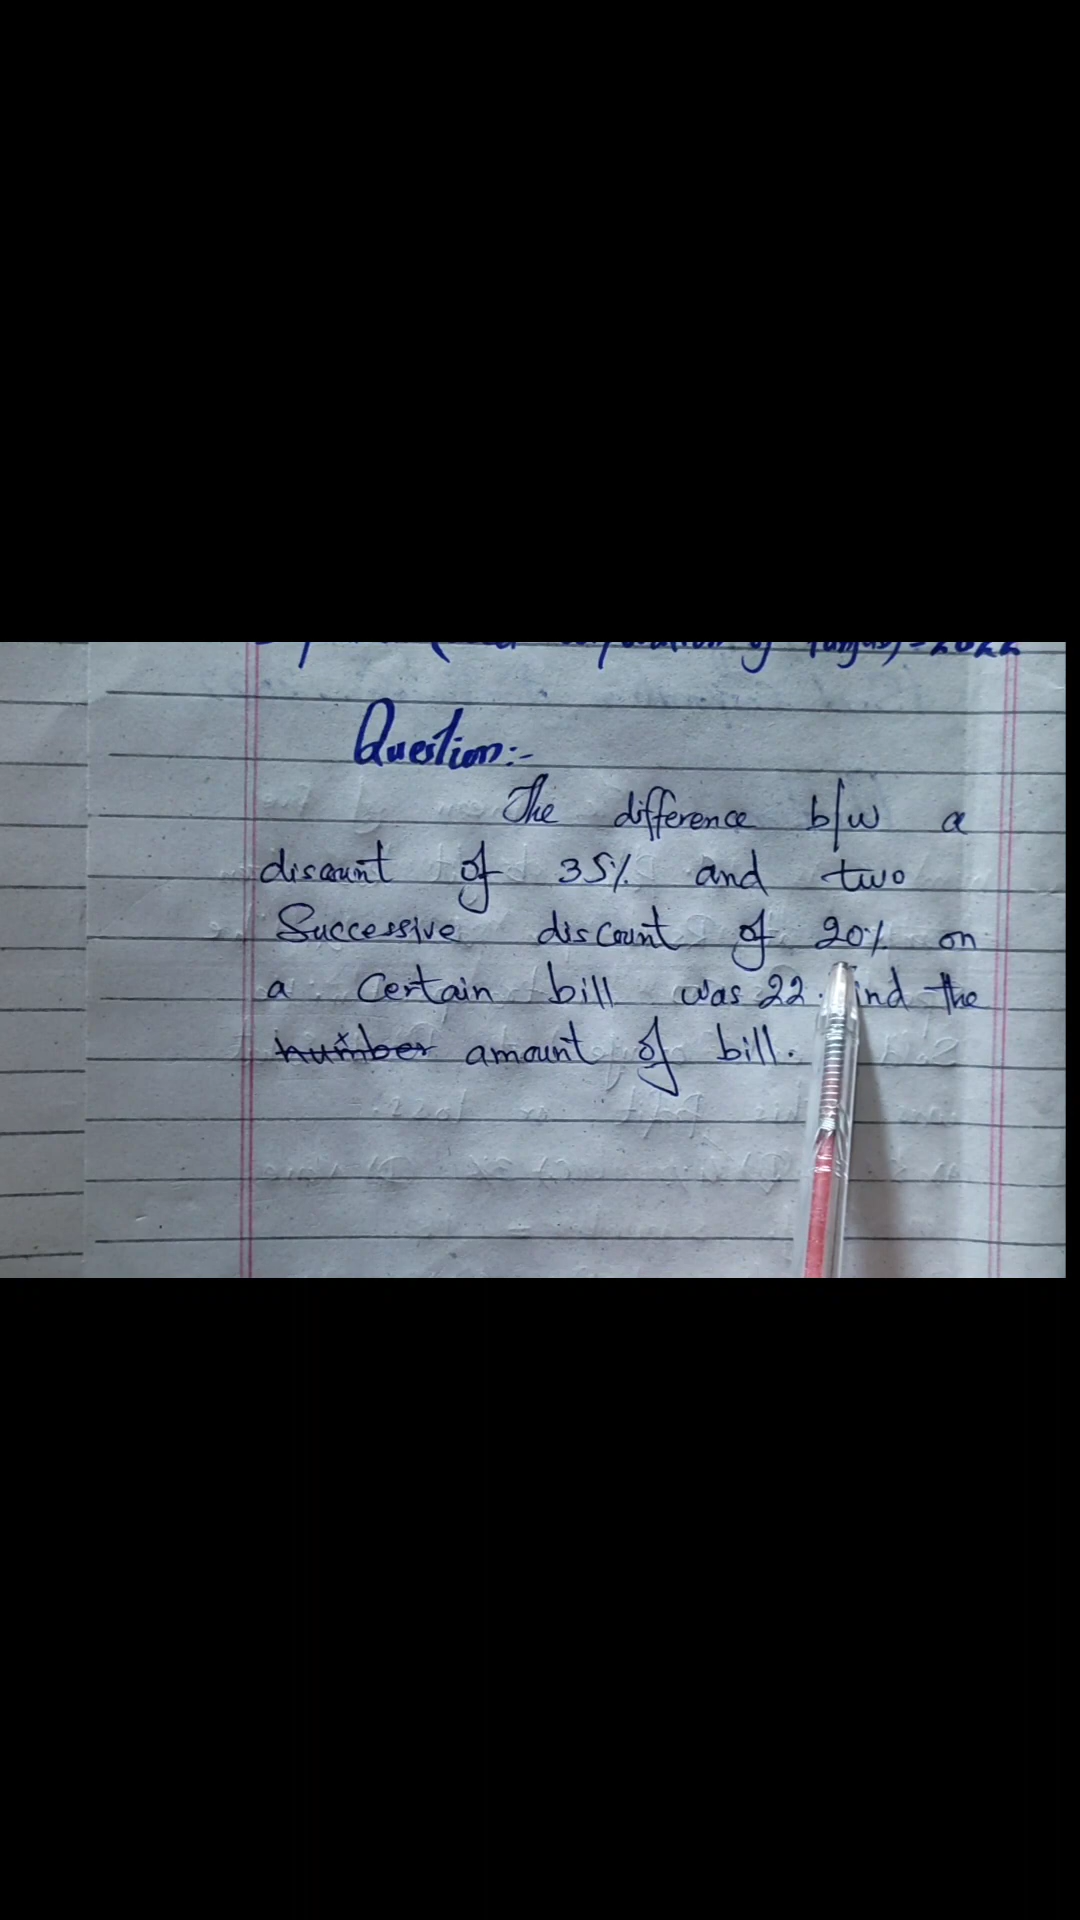 Question:-
The difference b/w a
discount of 35% and two
Successive discount of 20% on
a Certain bill was 22. ind the
number amount of bill.